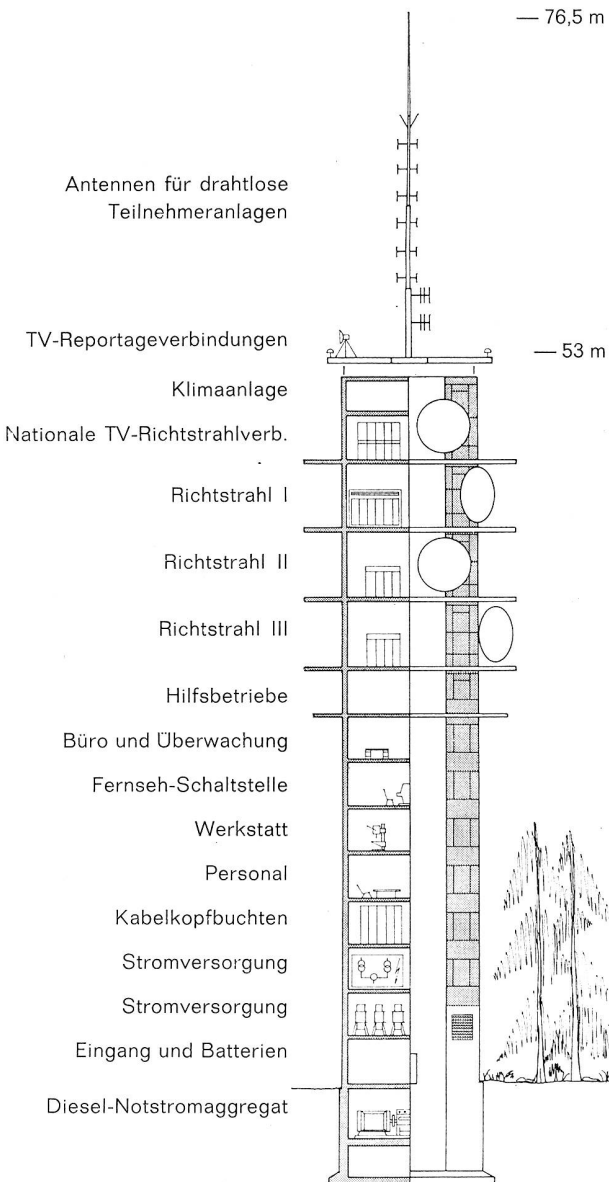 — 76,5 m
Antennen für drahtlose
Teilnehmeranlagen
TV-Reportageverbindungen
— 53 m
Klimaanlage
Nationale TV-Richtstrahlverb.
Richtstrahl I
Richtstrahl II
Richtstrahl III
Hilfsbetriebe
Büro und Überwachung
Fernseh-Schaltstelle
Werkstatt
Personal
Kabelkopfbuchten
Stromversorgung
Stromversorgung
Eingang und Batterien
Diesel-Notstromaggregat